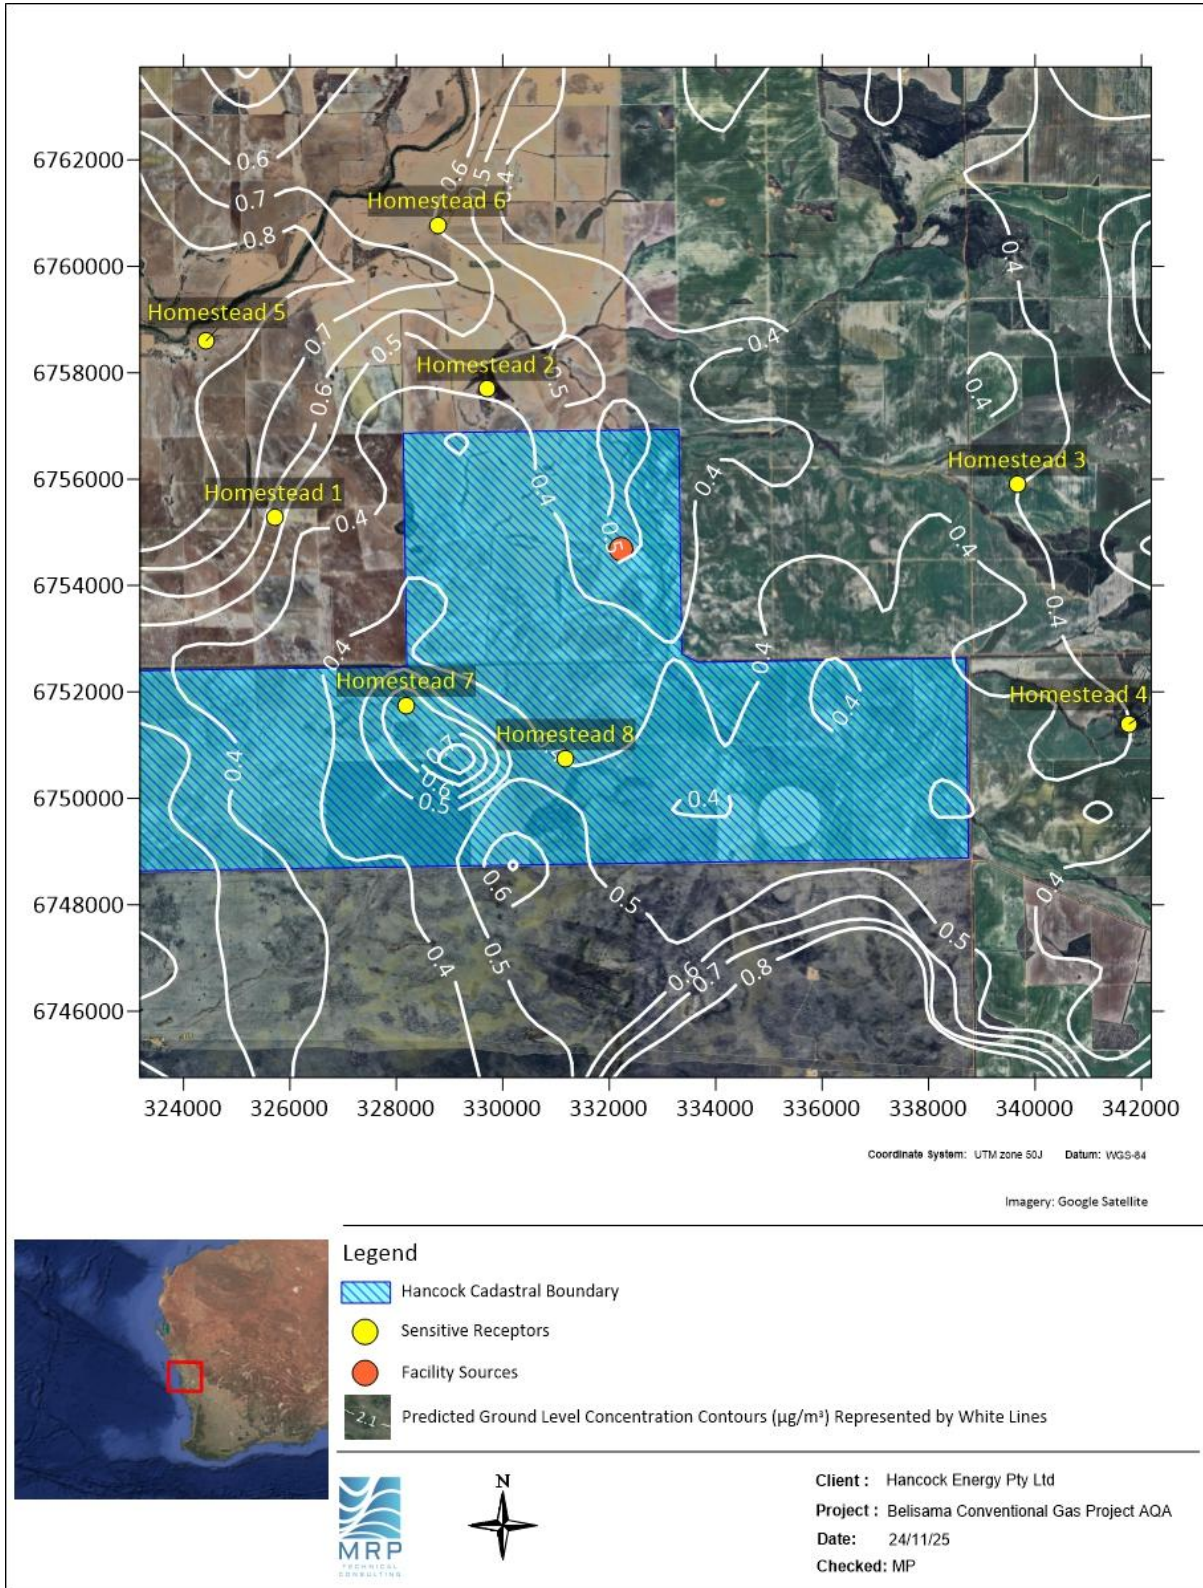 6762000
6760000
6758000
6756000
6754000
6752000
6750000
6748000
6746000
0.6
0.7
0.8
0.6
0.5
0.4
Homestead 6
Homestead 5
0.7
0.6
0.5
Homestead 2
0.5
0.4
0.4
0.4
0.4
Homestead 3
Homestead 1
0.4
0.4
0.5
0.4
0.4
0.4
0.4
Homestead 7
Homestead 4
0.4
Homestead 8
0.4
0.7
0.6
0.5
0.4
0.6
0.5
0.4
0.5
0.4
0.5
0.6
0.7
0.8
324000 326000 328000 330000 332000 334000 336000 338000 340000 342000
Coordinate System: UTM zone 50J Datum: WGS-84
Imagery: Google Satellite
Legend
Hancock Cadastral Boundary
Sensitive Receptors
Facility Sources
2.1
Predicted Ground Level Concentration Contours (µg/m³) Represented by White Lines
MRP
TECHNICAL
CONSULTING
N
Client : Hancock Energy Pty Ltd
Project : Belisama Conventional Gas Project AQA
Date: 24/11/25
Checked: MP